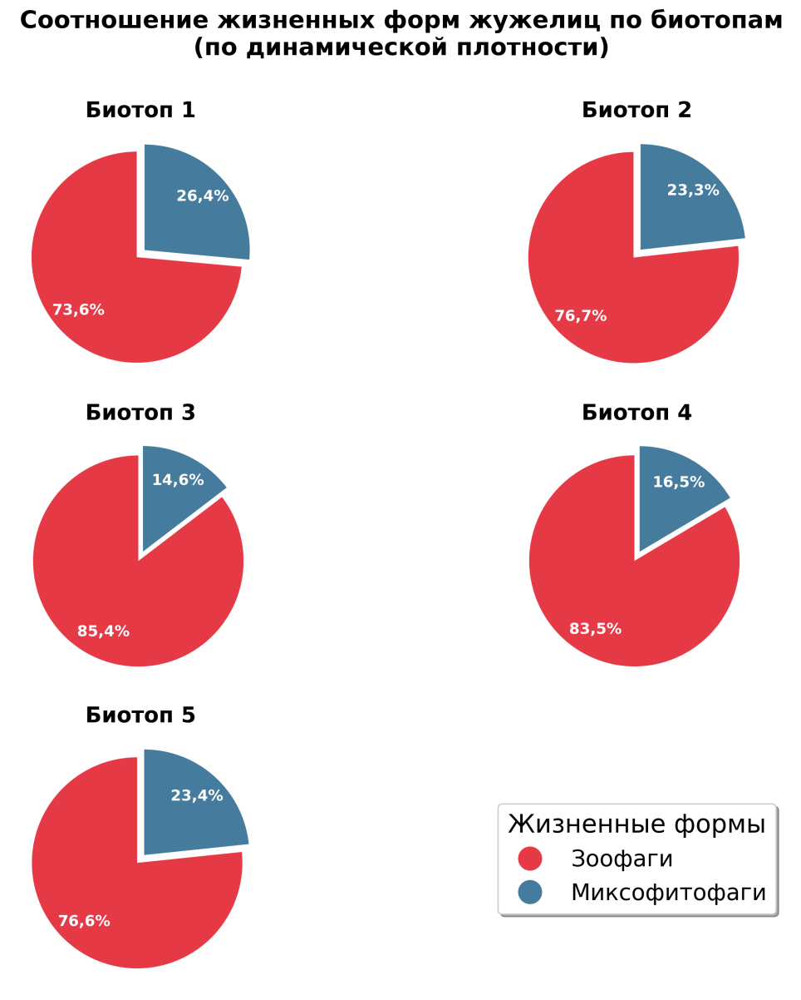 Соотношение жизненных форм жужелиц по биотопам
(по динамической плотности)
Биотоп 1
26,4%
73,6%
Биотоп 2
23,3%
76,7%
Биотоп 3
14,6%
85,4%
Биотоп 4
16,5%
83,5%
Биотоп 5
23,4%
76,6%
Жизненные формы
Зоофаги
Миксофитофаги